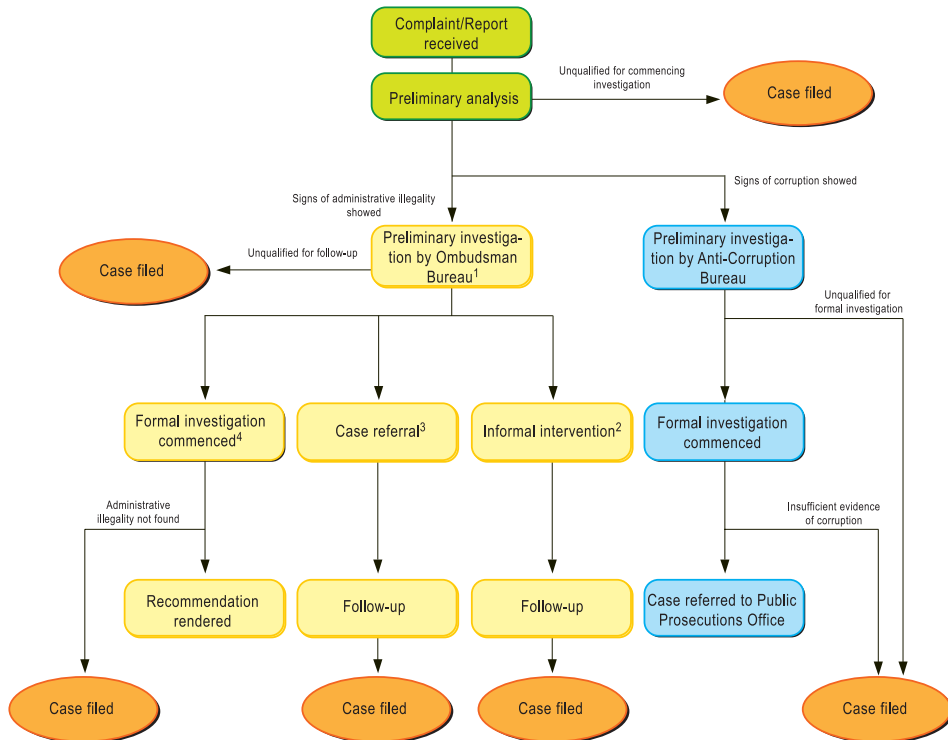 Complaint/Report
received
Preliminary analysis
Unqualified for commencing
investigation
Case filed
Signs of administrative illegality
showed
Signs of corruption showed
Preliminary investiga-
tion by Ombudsman
Bureau1
Unqualified for follow-up
Case filed
Preliminary investiga-
tion by Anti-Corruption
Bureau
Unqualified for
formal investigation
Formal investigation
commenced4
Case referral3
Informal intervention2
Formal investigation
commenced
Administrative
illegality not found
Insufficient evidence
of corruption
Recommendation
rendered
Follow-up
Follow-up
Case referred to Public
Prosecutions Office
Case filed
Case filed
Case filed
Case filed